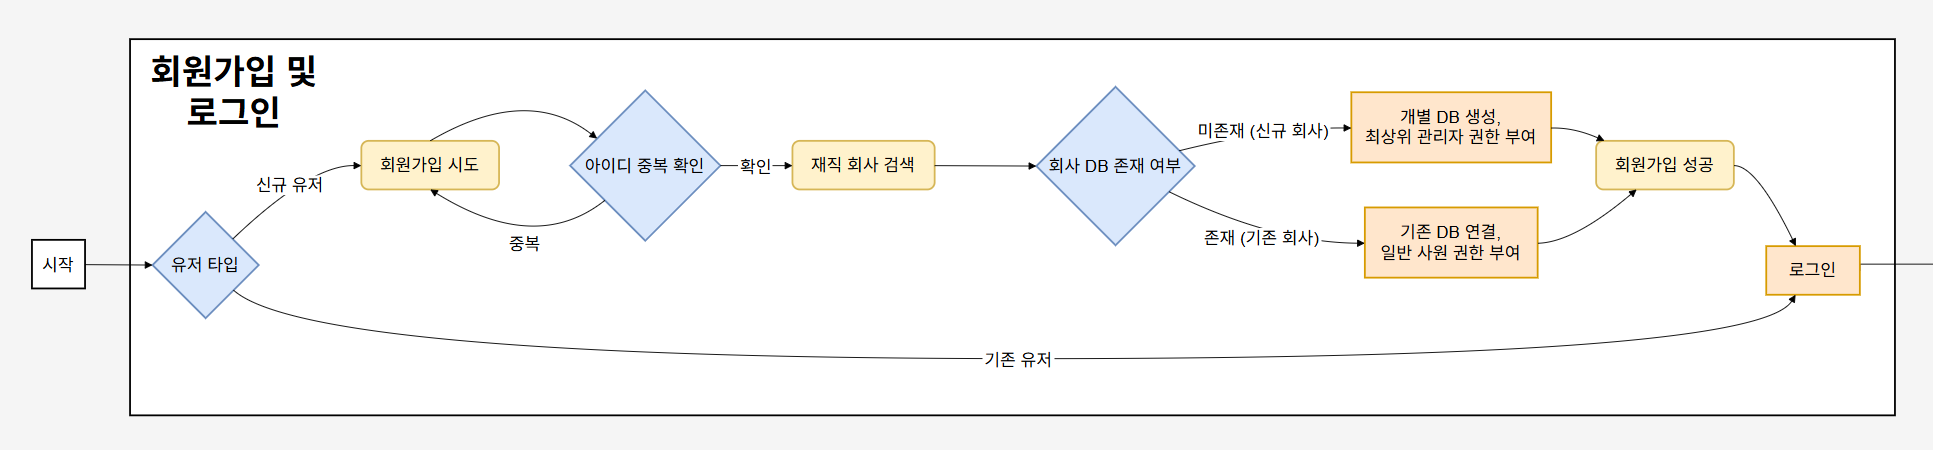 회원가입 및
로그인
시작
유저 타입
신규 유저
회원가입 시도
아이디 중복 확인
중복
확인
재직 회사 검색
회사 DB 존재 여부
미존재 (신규 회사)
개별 DB 생성,
최상위 관리자 권한 부여
존재 (기존 회사)
기존 DB 연결,
일반 사원 권한 부여
회원가입 성공
로그인
기존 유저